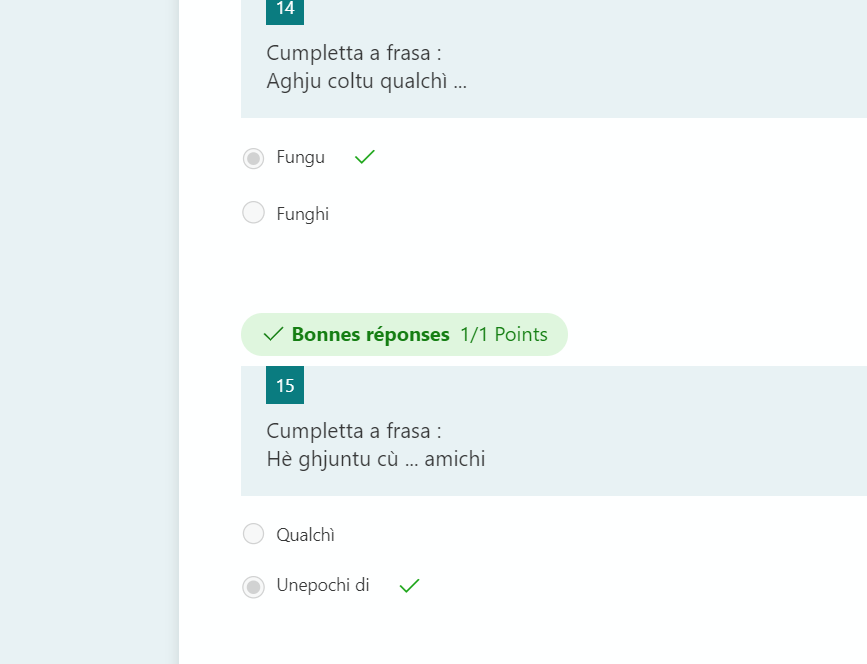 14
Cumpletta a frasa :
Aghju coltu qualchì ...
Fungu
Funghi
Bonnes réponses 1/1 Points
15
Cumpletta a frasa :
Hè ghjuntu cù ... amichi
Qualchì
Unepochi di